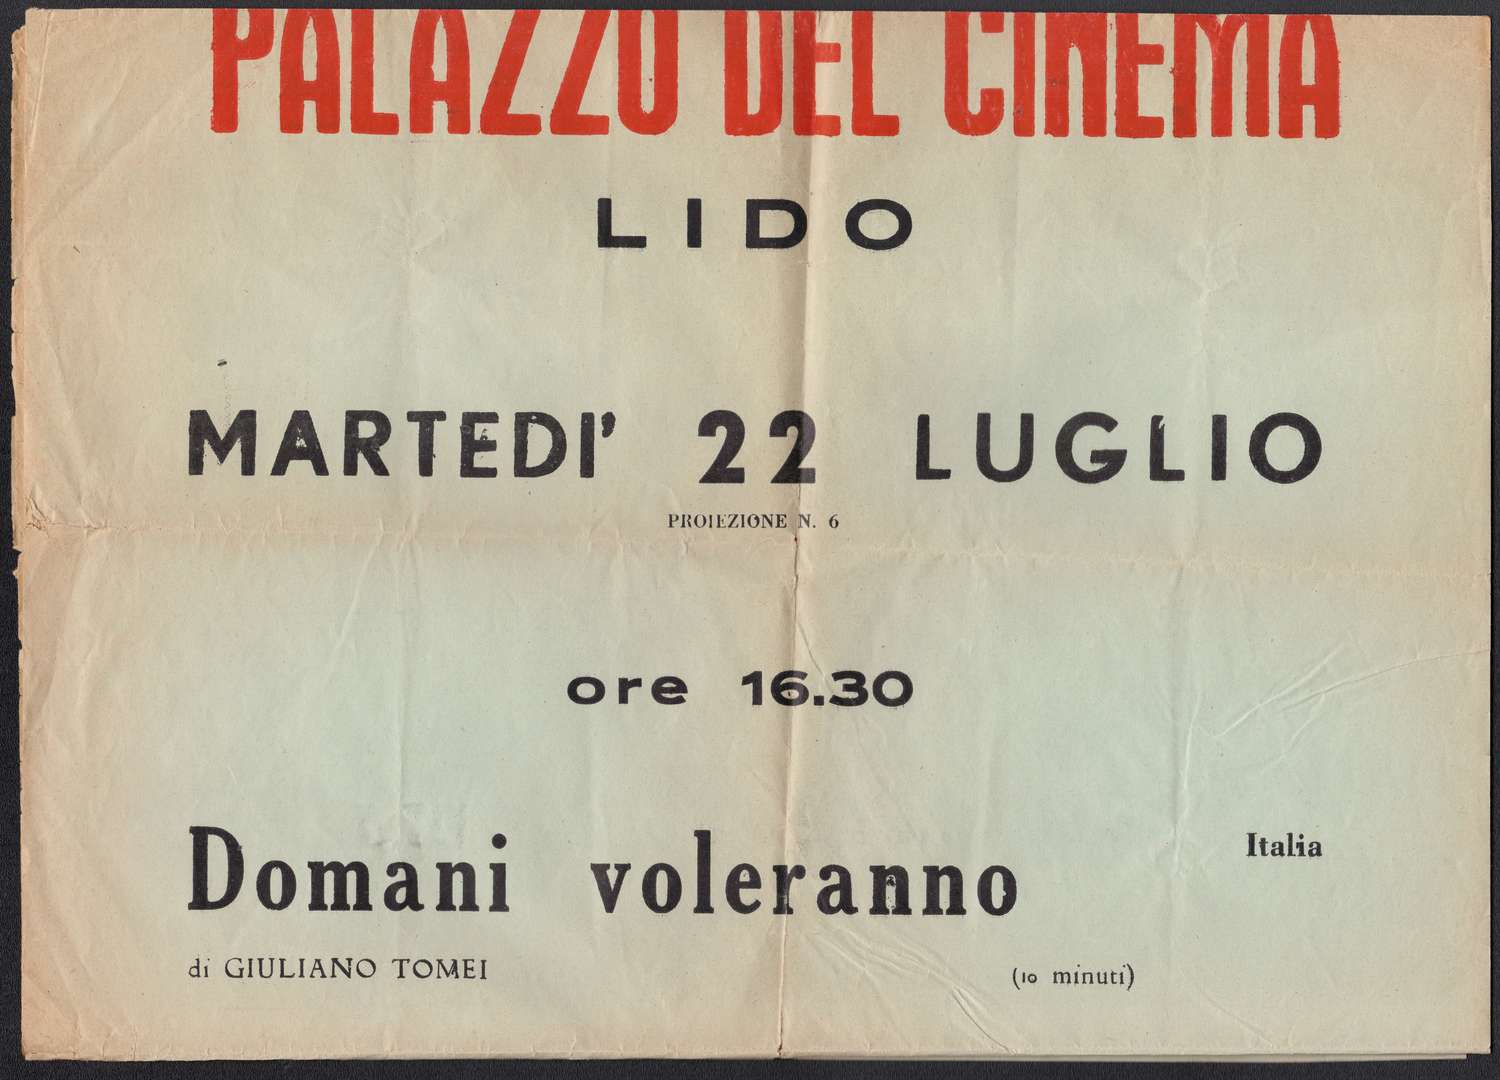 PALAZZO DEL CINEMA
LIDO
MARTEDI' 22 LUGLIO
PROIEZIONE N. 6
ore 16.30
Domani voleranno Italia
di GIULIANO TOMEI (10 minuti)